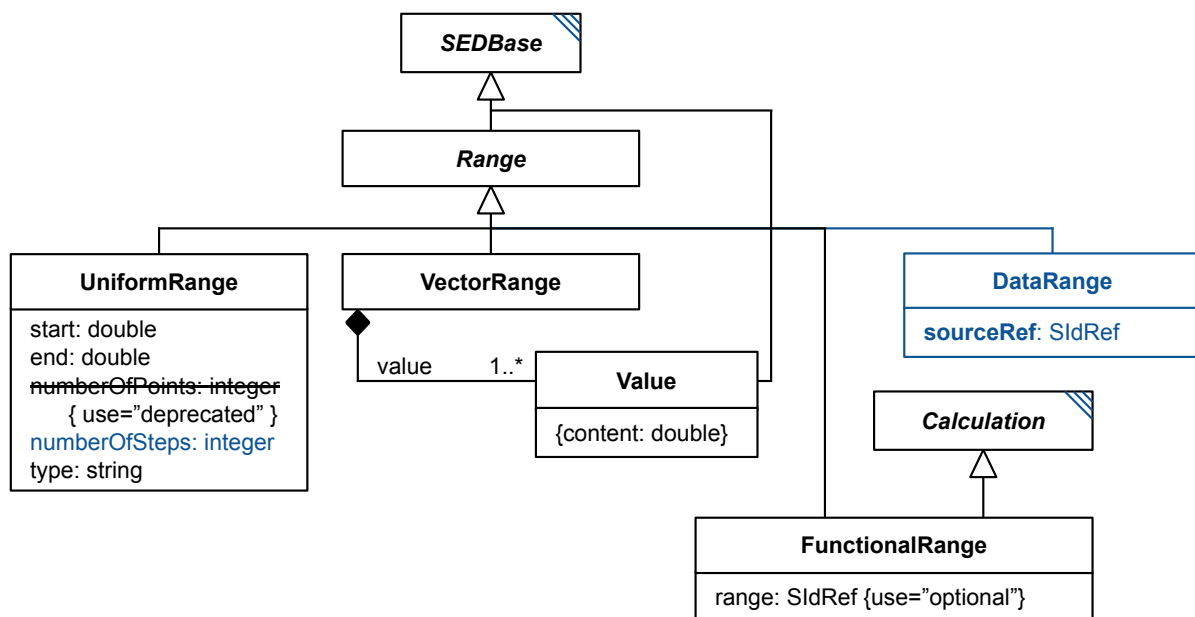 SEDBase
Range
UniformRange
start: double
end: double
numberOfPoints: integer
{ use=”deprecated” }
numberOfSteps: integer
type: string
VectorRange
value 1..*
Value
{content: double}
DataRange
sourceRef: SIdRef
Calculation
FunctionalRange
range: SIdRef {use=”optional”}